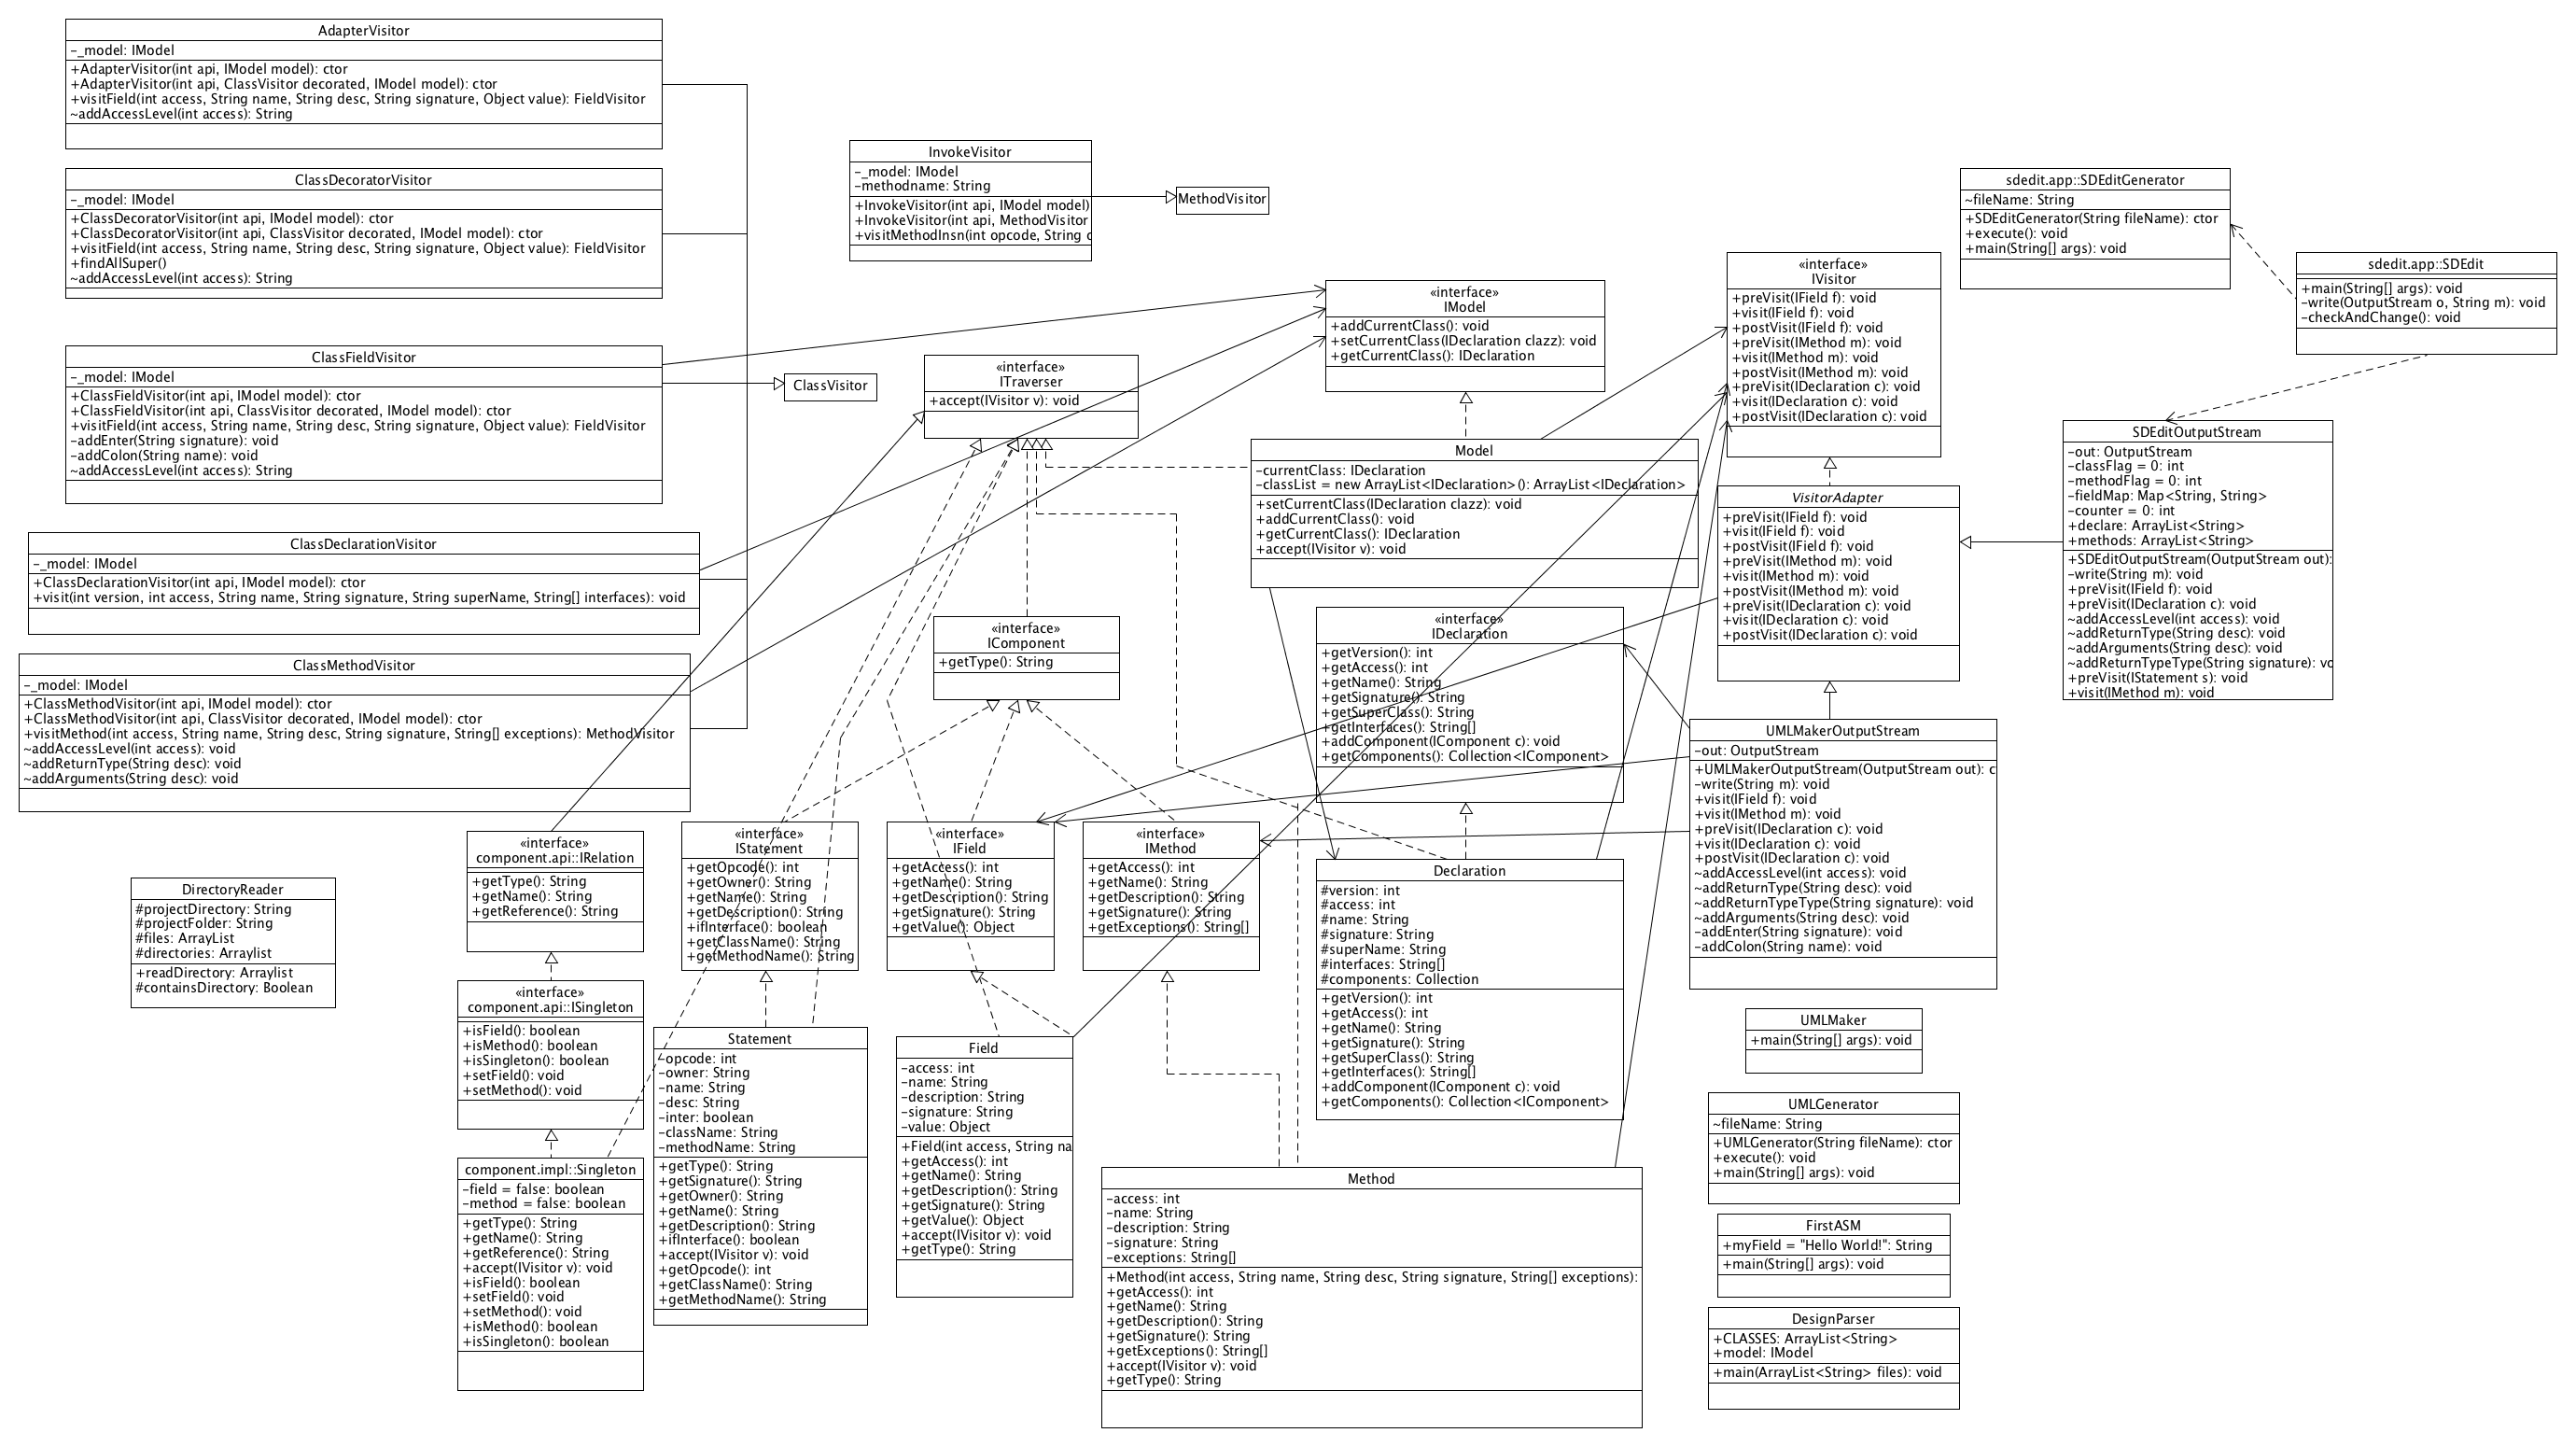 AdapterVisitor
-_model: IModel
+AdapterVisitor(int api, IModel model): ctor
+AdapterVisitor(int api, ClassVisitor decorated, IModel model): ctor
+visitField(int access, String name, String desc, String signature, Object value): FieldVisitor
~addAccessLevel(int access): String
ClassDecoratorVisitor
-_model: IModel
+ClassDecoratorVisitor(int api, IModel model): ctor
+ClassDecoratorVisitor(int api, ClassVisitor decorated, IModel model): ctor
+visitField(int access, String name, String desc, String signature, Object value): FieldVisitor
+findAllSuper()
~addAccessLevel(int access): String
ClassFieldVisitor
-_model: IModel
+ClassFieldVisitor(int api, IModel model): ctor
+ClassFieldVisitor(int api, ClassVisitor decorated, IModel model): ctor
+visitField(int access, String name, String desc, String signature, Object value): FieldVisitor
-addEnter(String signature): void
-addColon(String name): void
~addAccessLevel(int access): String
ClassDeclarationVisitor
-_model: IModel
+ClassDeclarationVisitor(int api, IModel model): ctor
+visit(int version, int access, String name, String signature, String superName, String[] interfaces): void
ClassMethodVisitor
-_model: IModel
+ClassMethodVisitor(int api, IModel model): ctor
+ClassMethodVisitor(int api, ClassVisitor decorated, IModel model): ctor
+visitMethod(int access, String name, String desc, String signature, String[] exceptions): MethodVisitor
~addAccessLevel(int access): void
~addReturnType(String desc): void
~addArguments(String desc): void
ClassVisitor
InvokeVisitor
-_model: IModel
-methodname: String
+InvokeVisitor(int api, IModel model)
+InvokeVisitor(int api, MethodVisitor
+visitMethodInsn(int opcode, String
MethodVisitor
«interface»
ITraverser
+accept(IVisitor v): void
«interface»
IModel
+addCurrentClass(): void
+setCurrentClass(IDeclaration clazz): void
+getCurrentClass(): IDeclaration
Model
-currentClass: IDeclaration
-classList = new ArrayList<IDeclaration>(): ArrayList<IDeclaration>
+setCurrentClass(IDeclaration clazz): void
+addCurrentClass(): void
+getCurrentClass(): IDeclaration
+accept(IVisitor v): void
«interface»
IVisitor
+preVisit(IField f): void
+visit(IField f): void
+postVisit(IField f): void
+preVisit(IMethod m): void
+visit(IMethod m): void
+postVisit(IMethod m): void
+preVisit(IDeclaration c): void
+visit(IDeclaration c): void
+postVisit(IDeclaration c): void
VisitorAdapter
+preVisit(IField f): void
+visit(IField f): void
+postVisit(IField f): void
+preVisit(IMethod m): void
+visit(IMethod m): void
+postVisit(IMethod m): void
+preVisit(IDeclaration c): void
+visit(IDeclaration c): void
+postVisit(IDeclaration c): void
sdedit.app::SDEditGenerator
~fileName: String
+SDEditGenerator(String fileName): ctor
+execute(): void
+main(String[] args): void
sdedit.app::SDEdit
+main(String[] args): void
-write(OutputStream o, String m): void
-checkAndChange(): void
SDEditOutputStream
-out: OutputStream
-classFlag = 0: int
-methodFlag = 0: int
-fieldMap: Map<String, String>
-counter = 0: int
+declare: ArrayList<String>
+methods: ArrayList<String>
+SDEditOutputStream(OutputStream out):
-write(String m): void
+preVisit(IField f): void
+preVisit(IDeclaration c): void
~addAccessLevel(int access): void
~addReturnType(String desc): void
~addArguments(String desc): void
~addReturnTypeType(String signature): vo
+preVisit(IStatement s): void
+visit(IMethod m): void
«interface»
IComponent
+getType(): String
«interface»
IDeclaration
+getVersion(): int
+getAccess(): int
+getName(): String
+getSignature(): String
+getSuperClass(): String
+getInterfaces(): String[]
+addComponent(IComponent c): void
+getComponents(): Collection<IComponent>
UMLMakerOutputStream
-out: OutputStream
+UMLMakerOutputStream(OutputStream out): c
-write(String m): void
+visit(IField f): void
+visit(IMethod m): void
+preVisit(IDeclaration c): void
+visit(IDeclaration c): void
+postVisit(IDeclaration c): void
~addAccessLevel(int access): void
~addReturnType(String desc): void
~addReturnTypeType(String signature): void
~addArguments(String desc): void
-addEnter(String signature): void
-addColon(String name): void
DirectoryReader
#projectDirectory: String
#projectFolder: String
#files: ArrayList
#directories: Arraylist
+readDirectory: Arraylist
#containsDirectory: Boolean
«interface»
component.api::IRelation
+getType(): String
+getName(): String
+getReference(): String
«interface»
component.api::ISingleton
+isField(): boolean
+isMethod(): boolean
+isSingleton(): boolean
+setField(): void
+setMethod(): void
component.impl::Singleton
-field = false: boolean
-method = false: boolean
+getType(): String
+getName(): String
+getReference(): String
+accept(IVisitor v): void
+isField(): boolean
+setField(): void
+setMethod(): void
+isMethod(): boolean
+isSingleton(): boolean
«interface»
IStatement
+getOpcode(): int
+getOwner(): String
+getName(): String
+getDescription(): String
+ifInterface(): boolean
+getClassName(): String
+getMethodName(): String
Statement
-opcode: int
-owner: String
-name: String
-desc: String
-inter: boolean
-className: String
-methodName: String
+getType(): String
+getSignature(): String
+getOwner(): String
+getName(): String
+getDescription(): String
+ifInterface(): boolean
+accept(IVisitor v): void
+getOpcode(): int
+getClassName(): String
+getMethodName(): String
«interface»
IField
+getAccess(): int
+getName(): String
+getDescription(): String
+getSignature(): String
+getValue(): Object
Field
-access: int
-name: String
-description: String
-signature: String
-value: Object
+Field(int access, String na
+getAccess(): int
+getName(): String
+getDescription(): String
+getSignature(): String
+getValue(): Object
+accept(IVisitor v): void
+getType(): String
«interface»
IMethod
+getAccess(): int
+getName(): String
+getDescription(): String
+getSignature(): String
+getExceptions(): String[]
Declaration
#version: int
#access: int
#name: String
#signature: String
#superName: String
#interfaces: String[]
#components: Collection
+getVersion(): int
+getAccess(): int
+getName(): String
+getSignature(): String
+getSuperClass(): String
+getInterfaces(): String[]
+addComponent(IComponent c): void
+getComponents(): Collection<IComponent>
Method
-access: int
-name: String
-description: String
-signature: String
-exceptions: String[]
+Method(int access, String name, String desc, String signature, String[] exceptions):
+getAccess(): int
+getName(): String
+getDescription(): String
+getSignature(): String
+getExceptions(): String[]
+accept(IVisitor v): void
+getType(): String
UMLMaker
+main(String[] args): void
UMLGenerator
~fileName: String
+UMLGenerator(String fileName): ctor
+execute(): void
+main(String[] args): void
FirstASM
+myField = "Hello World!": String
+main(String[] args): void
DesignParser
+CLASSES: ArrayList<String>
+model: IModel
+main(ArrayList<String> files): void